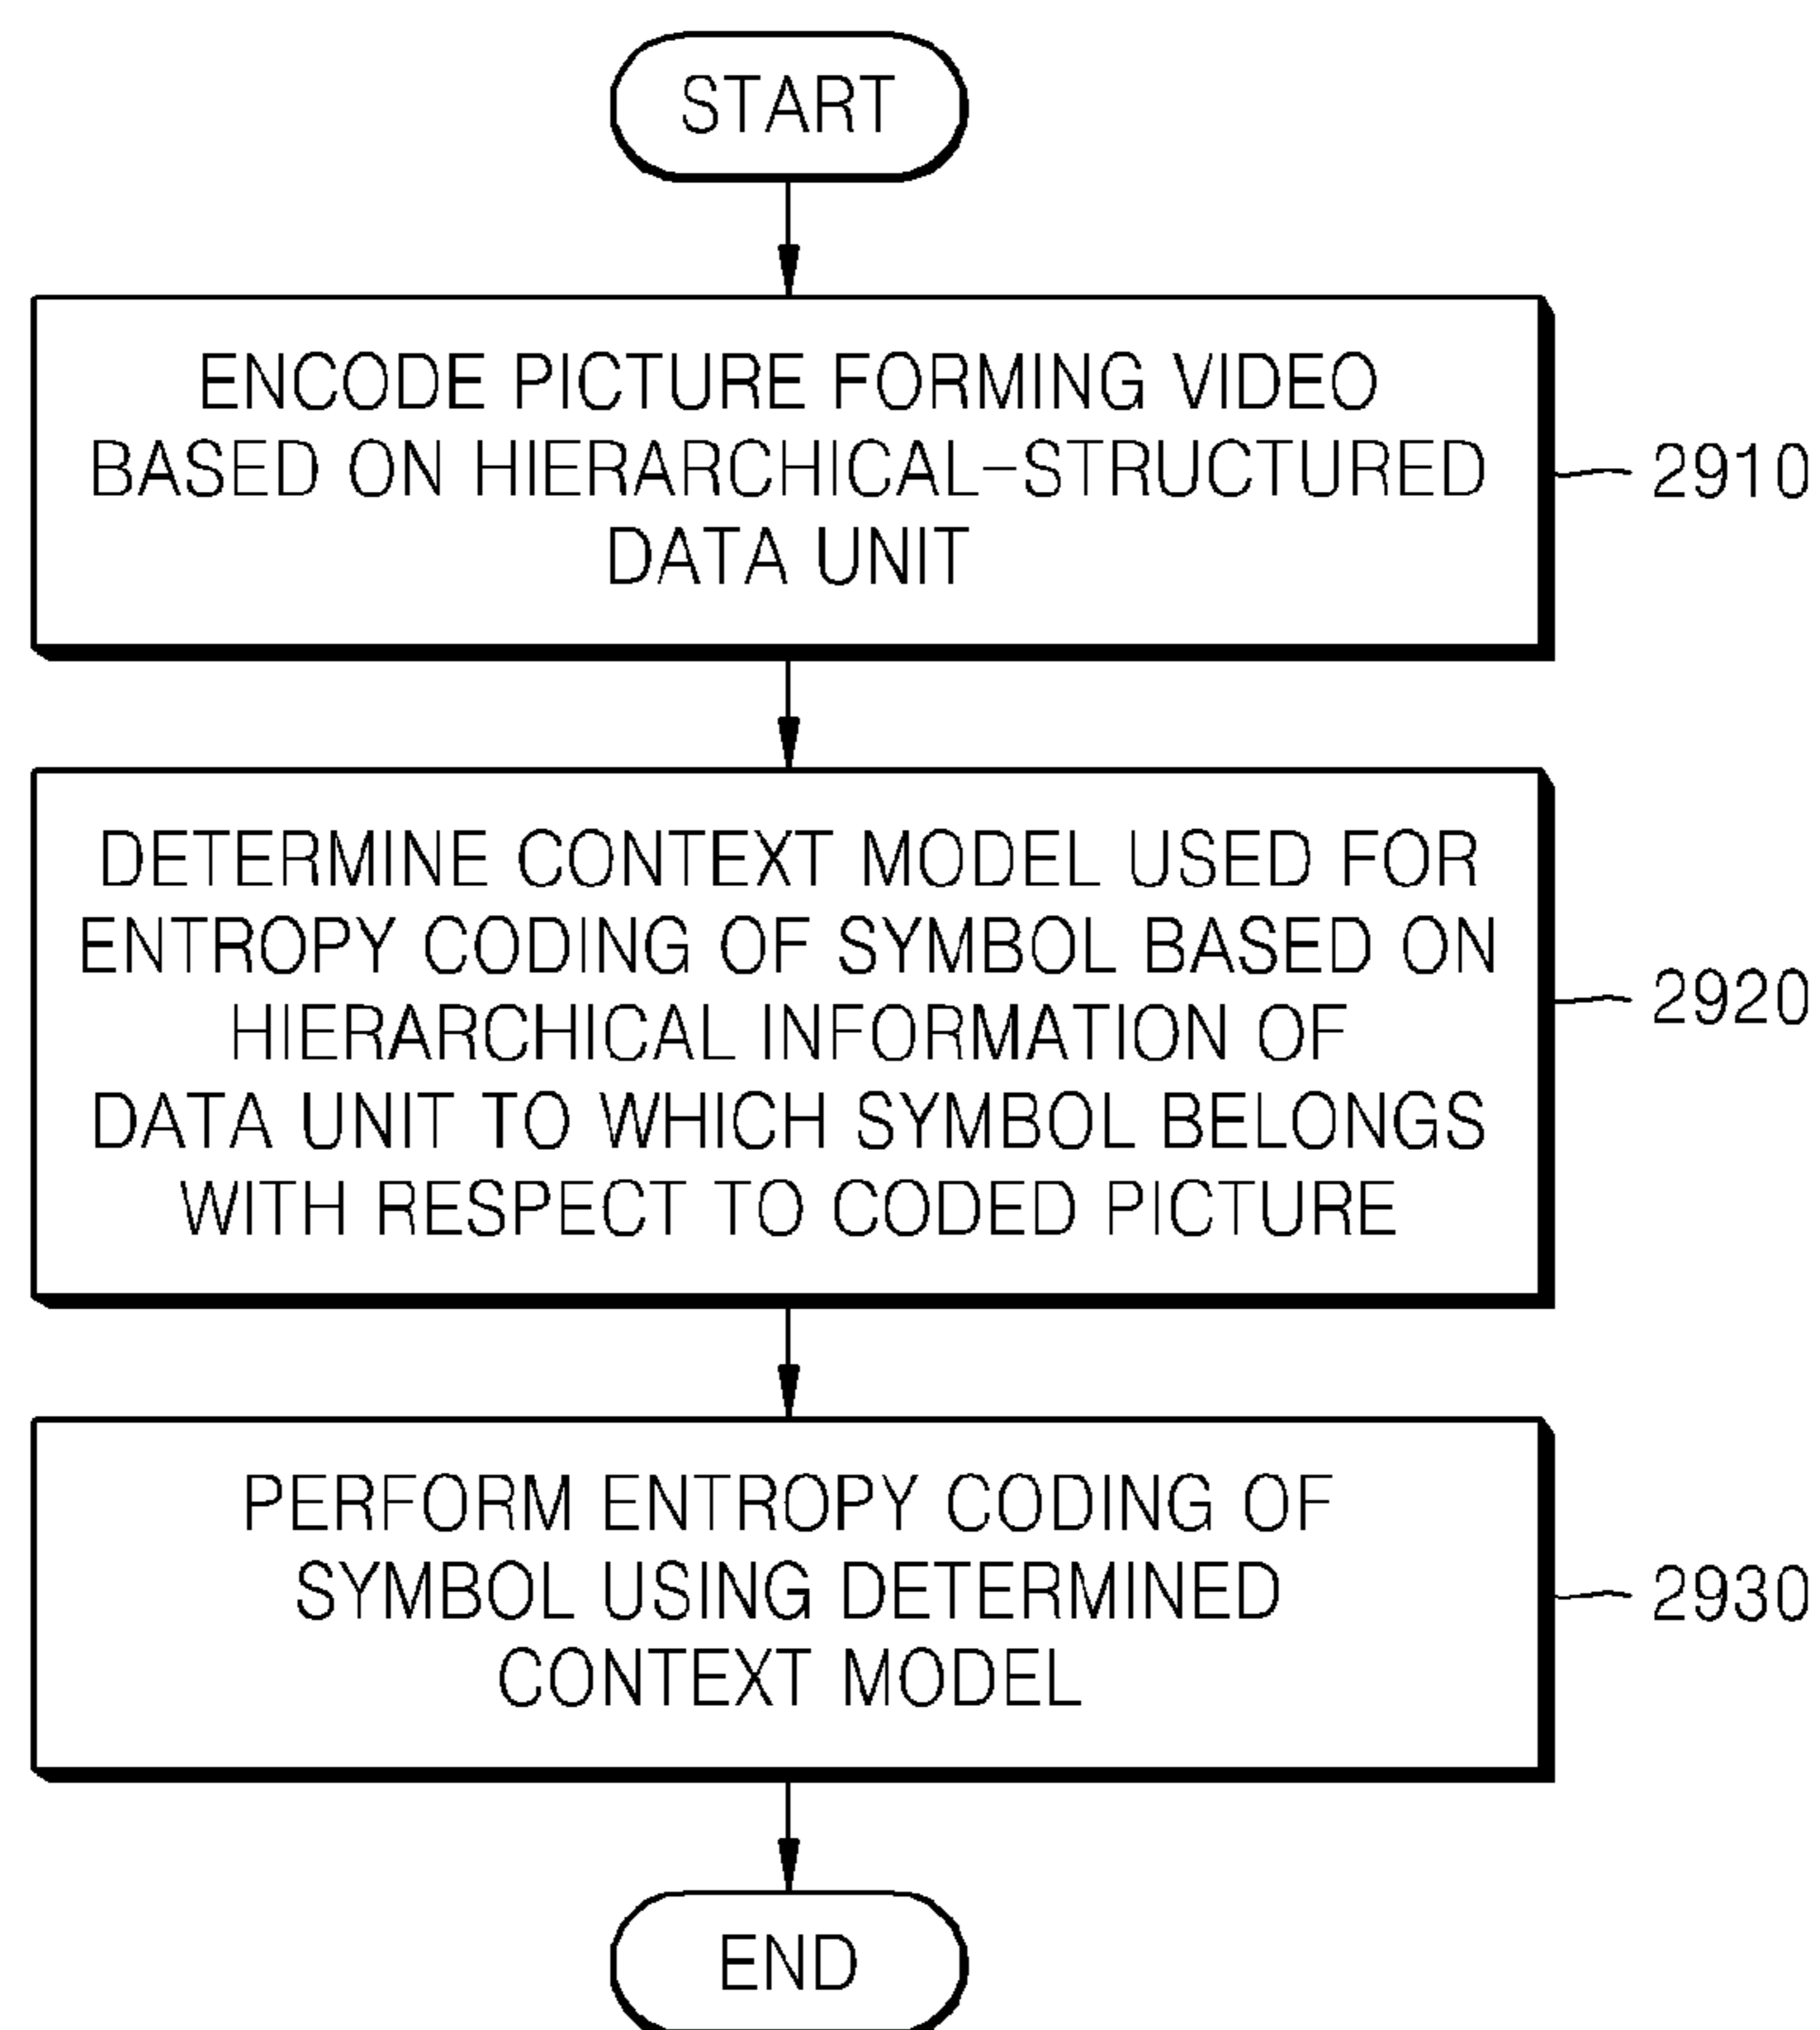 START
ENCODE PICTURE FORMING VIDEO
BASED ON HIERARCHICAL-STRUCTURED
DATA UNIT
2910
DETERMINE CONTEXT MODEL USED FOR
ENTROPY CODING OF SYMBOL BASED ON
HIERARCHICAL INFORMATION OF
DATA UNIT TO WHICH SYMBOL BELONGS
WITH RESPECT TO CODED PICTURE
2920
PERFORM ENTROPY CODING OF
SYMBOL USING DETERMINED
CONTEXT MODEL
2930
END